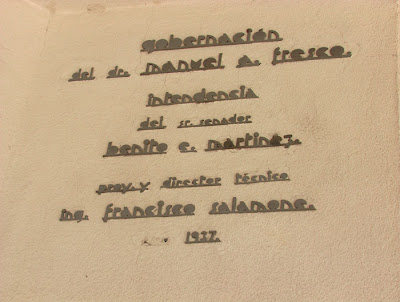 gobernación
del dr. manuel a. fresco.
intendencia
del sr. senador
benito e. martinez.
proy. y director técnico
ing. francisco salamone.
1937.